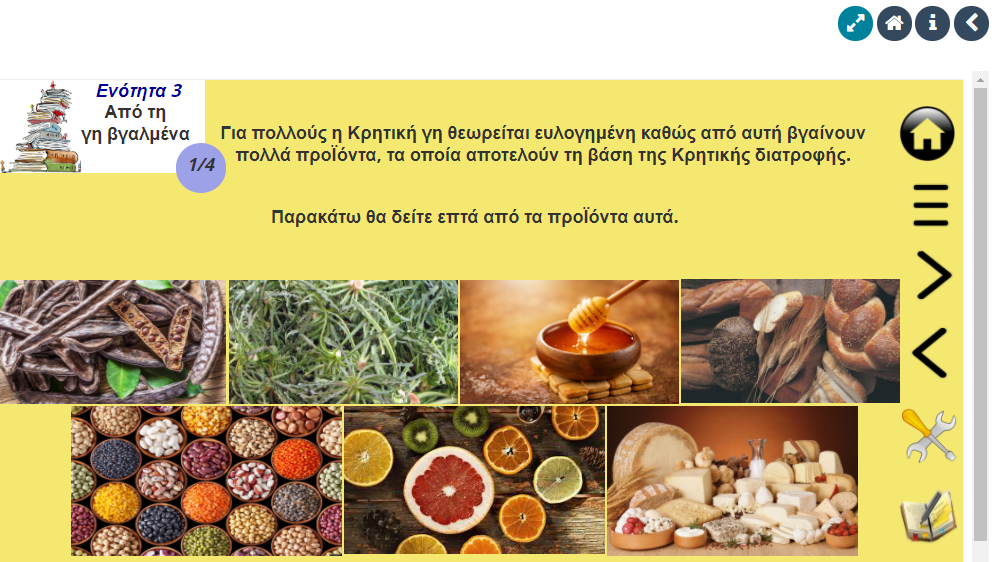 Ενότητα 3
Από τη
γη βγαλμένα
1/4
Για πολλούς η Κρητική γη θεωρείται ευλογημένη καθώς από αυτή βγαίνουν
πολλά προΪόντα, τα οποία αποτελούν τη βάση της Κρητικής διατροφής.
Παρακάτω θα δείτε επτά από τα προΪόντα αυτά.